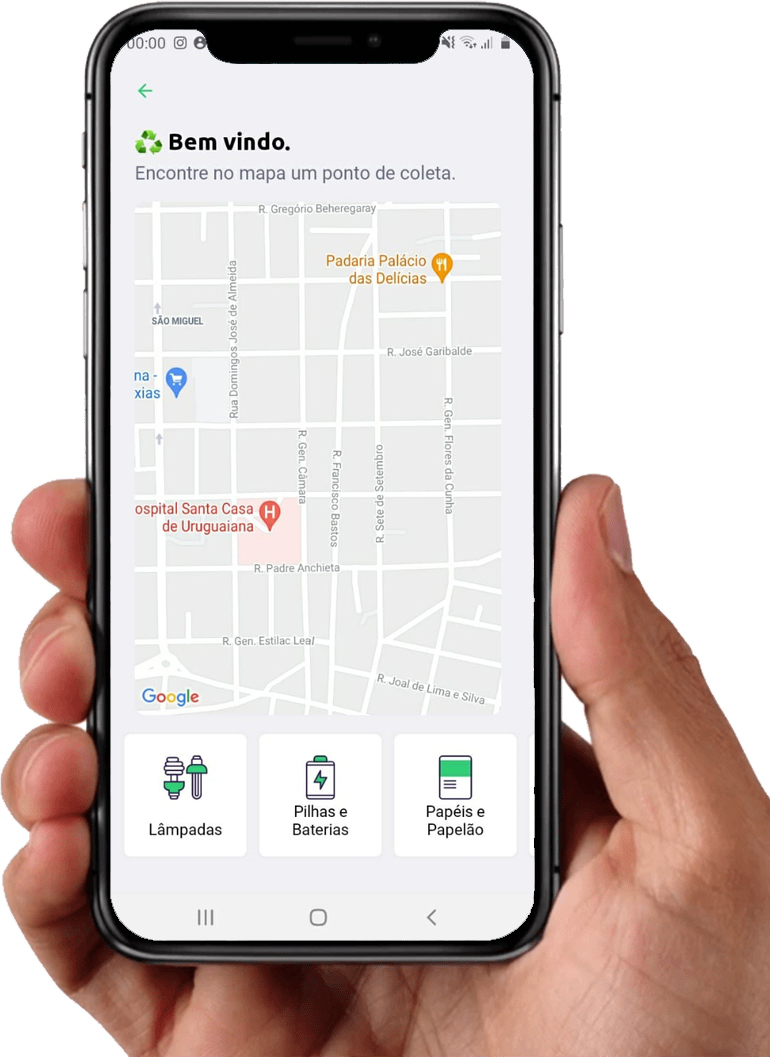 00:00
Bem vindo.
Encontre no mapa um ponto de coleta.
R. Gregório Beheregaray
Padaria Palácio
das Delícias
Rua Domingos José de Almeida
SÃO MIGUEL
R. José Garibalde
na -
xias
R. Gen. Câmara
R. Francisco Bastos
R. Sete de Setembro
R. Gen. Flores da Cunha
ospital Santa Casa
de Uruguaiana
H
R. Padre Anchieta
R. Gen. Estilac Leal
R. Joal de Lima e Silva
Google
Lâmpadas
Pilhas e
Baterias
Papéis e
Papelão